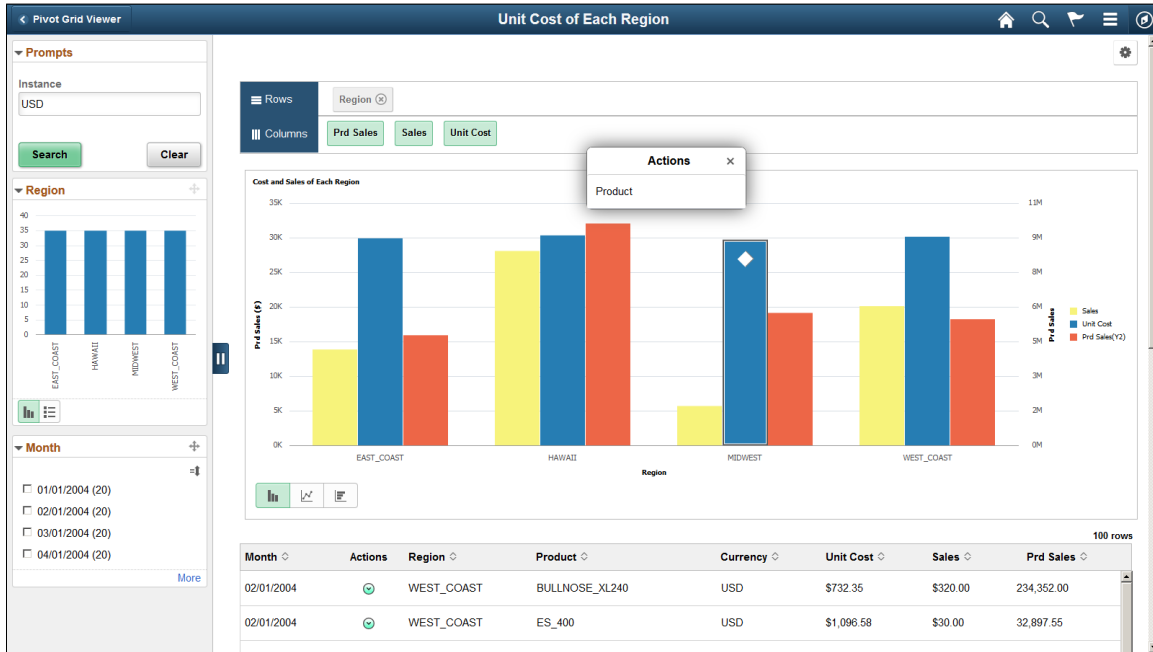 Pivot Grid Viewer
Unit Cost of Each Region
Prompts
Instance
USD
Search
Clear
Region
40
35
30
25
20
15
10
5
0
EAST_COAST
HAWAII
MIDWEST
WEST_COAST
Month
01/01/2004 (20)
02/01/2004 (20)
03/01/2004 (20)
04/01/2004 (20)
More
Rows
Region
Columns
Prd Sales
Sales
Unit Cost
Actions ×
Product
Cost and Sales of Each Region
35K
30K
25K
20K
15K
10K
5K
0K
Prd Sales ($)
EAST_COAST
HAWAII
MIDWEST
WEST_COAST
Region
11M
9M
8M
6M
5M
3M
2M
0M
Prd Sales
Sales
Unit Cost
Prd Sales(Y2)
100 rows
Month Actions Region Product Currency Unit Cost Sales Prd Sales
02/01/2004 WEST_COAST BULLNOSE_XL240 USD $732.35 $320.00 234,352.00
02/01/2004 WEST_COAST ES_400 USD $1,096.58 $30.00 32,897.55